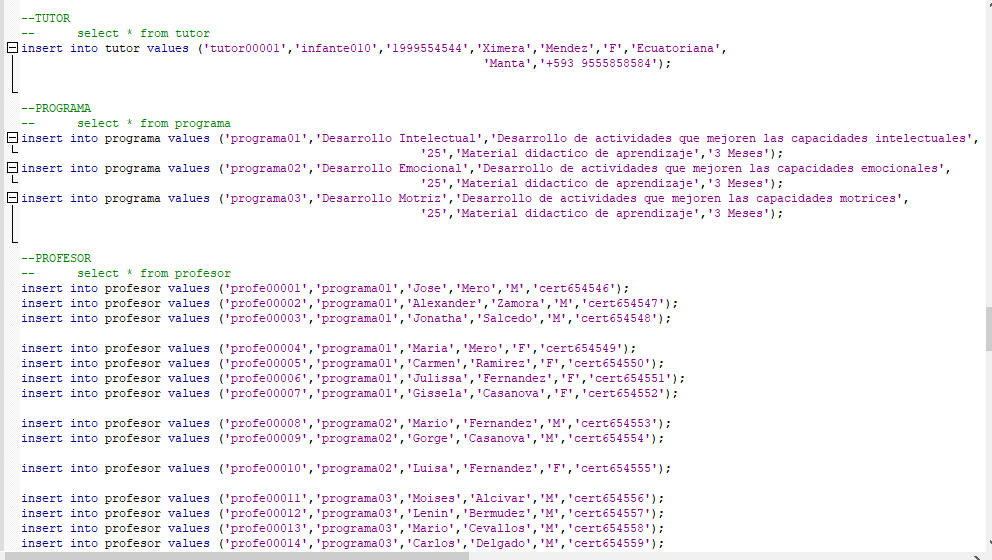 --TUTOR
--      select * from tutor
insert into tutor values ('tutor00001','infante010','1999554544','Ximera','Mendez','F','Ecuatoriana',
'Manta','+593 9555858584');
--PROGRAMA
--      select * from programa
insert into programa values ('programa01','Desarrollo Intelectual','Desarrollo de actividades que mejoren las capacidades intelectuales',
'25','Material didactico de aprendizaje','3 Meses');
insert into programa values ('programa02','Desarrollo Emocional','Desarrollo de actividades que mejoren las capacidades emocionales',
'25','Material didactico de aprendizaje','3 Meses');
insert into programa values ('programa03','Desarrollo Motriz','Desarrollo de actividades que mejoren las capacidades motrices',
'25','Material didactico de aprendizaje','3 Meses');
--PROFESOR
--      select * from profesor
insert into profesor values ('profe00001','programa01','Jose','Mero','M','cert654546');
insert into profesor values ('profe00002','programa01','Alexander','Zamora','M','cert654547');
insert into profesor values ('profe00003','programa01','Jonatha','Salcedo','M','cert654548');
insert into profesor values ('profe00004','programa01','Maria','Mero','F','cert654549');
insert into profesor values ('profe00005','programa01','Carmen','Ramirez','F','cert654550');
insert into profesor values ('profe00006','programa01','Julissa','Fernandez','F','cert654551');
insert into profesor values ('profe00007','programa01','Gissela','Casanova','F','cert654552');
insert into profesor values ('profe00008','programa02','Mario','Fernandez','M','cert654553');
insert into profesor values ('profe00009','programa02','Gorge','Casanova','M','cert654554');
insert into profesor values ('profe00010','programa02','Luisa','Fernandez','F','cert654555');
insert into profesor values ('profe00011','programa03','Moises','Alcivar','M','cert654556');
insert into profesor values ('profe00012','programa03','Lenin','Bermudez','M','cert654557');
insert into profesor values ('profe00013','programa03','Mario','Cevallos','M','cert654558');
insert into profesor values ('profe00014','programa03','Carlos','Delgado','M','cert654559');